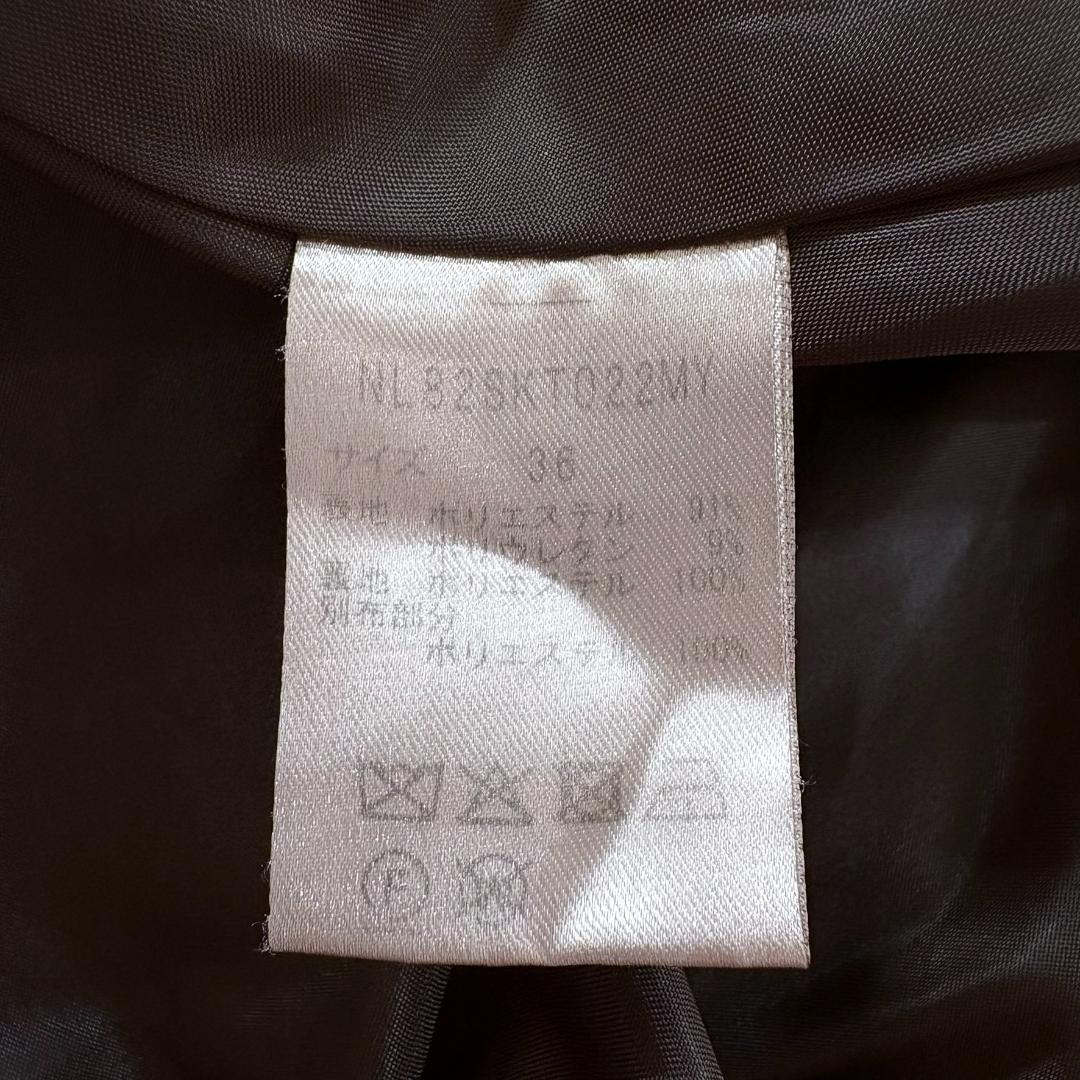 NL82SKT022MY
サイズ 36
表地 ポリエステル 91%
ポリウレタン 9%
裏地 ポリエステル 100%
別布部分
ポリエステル 100%
F W